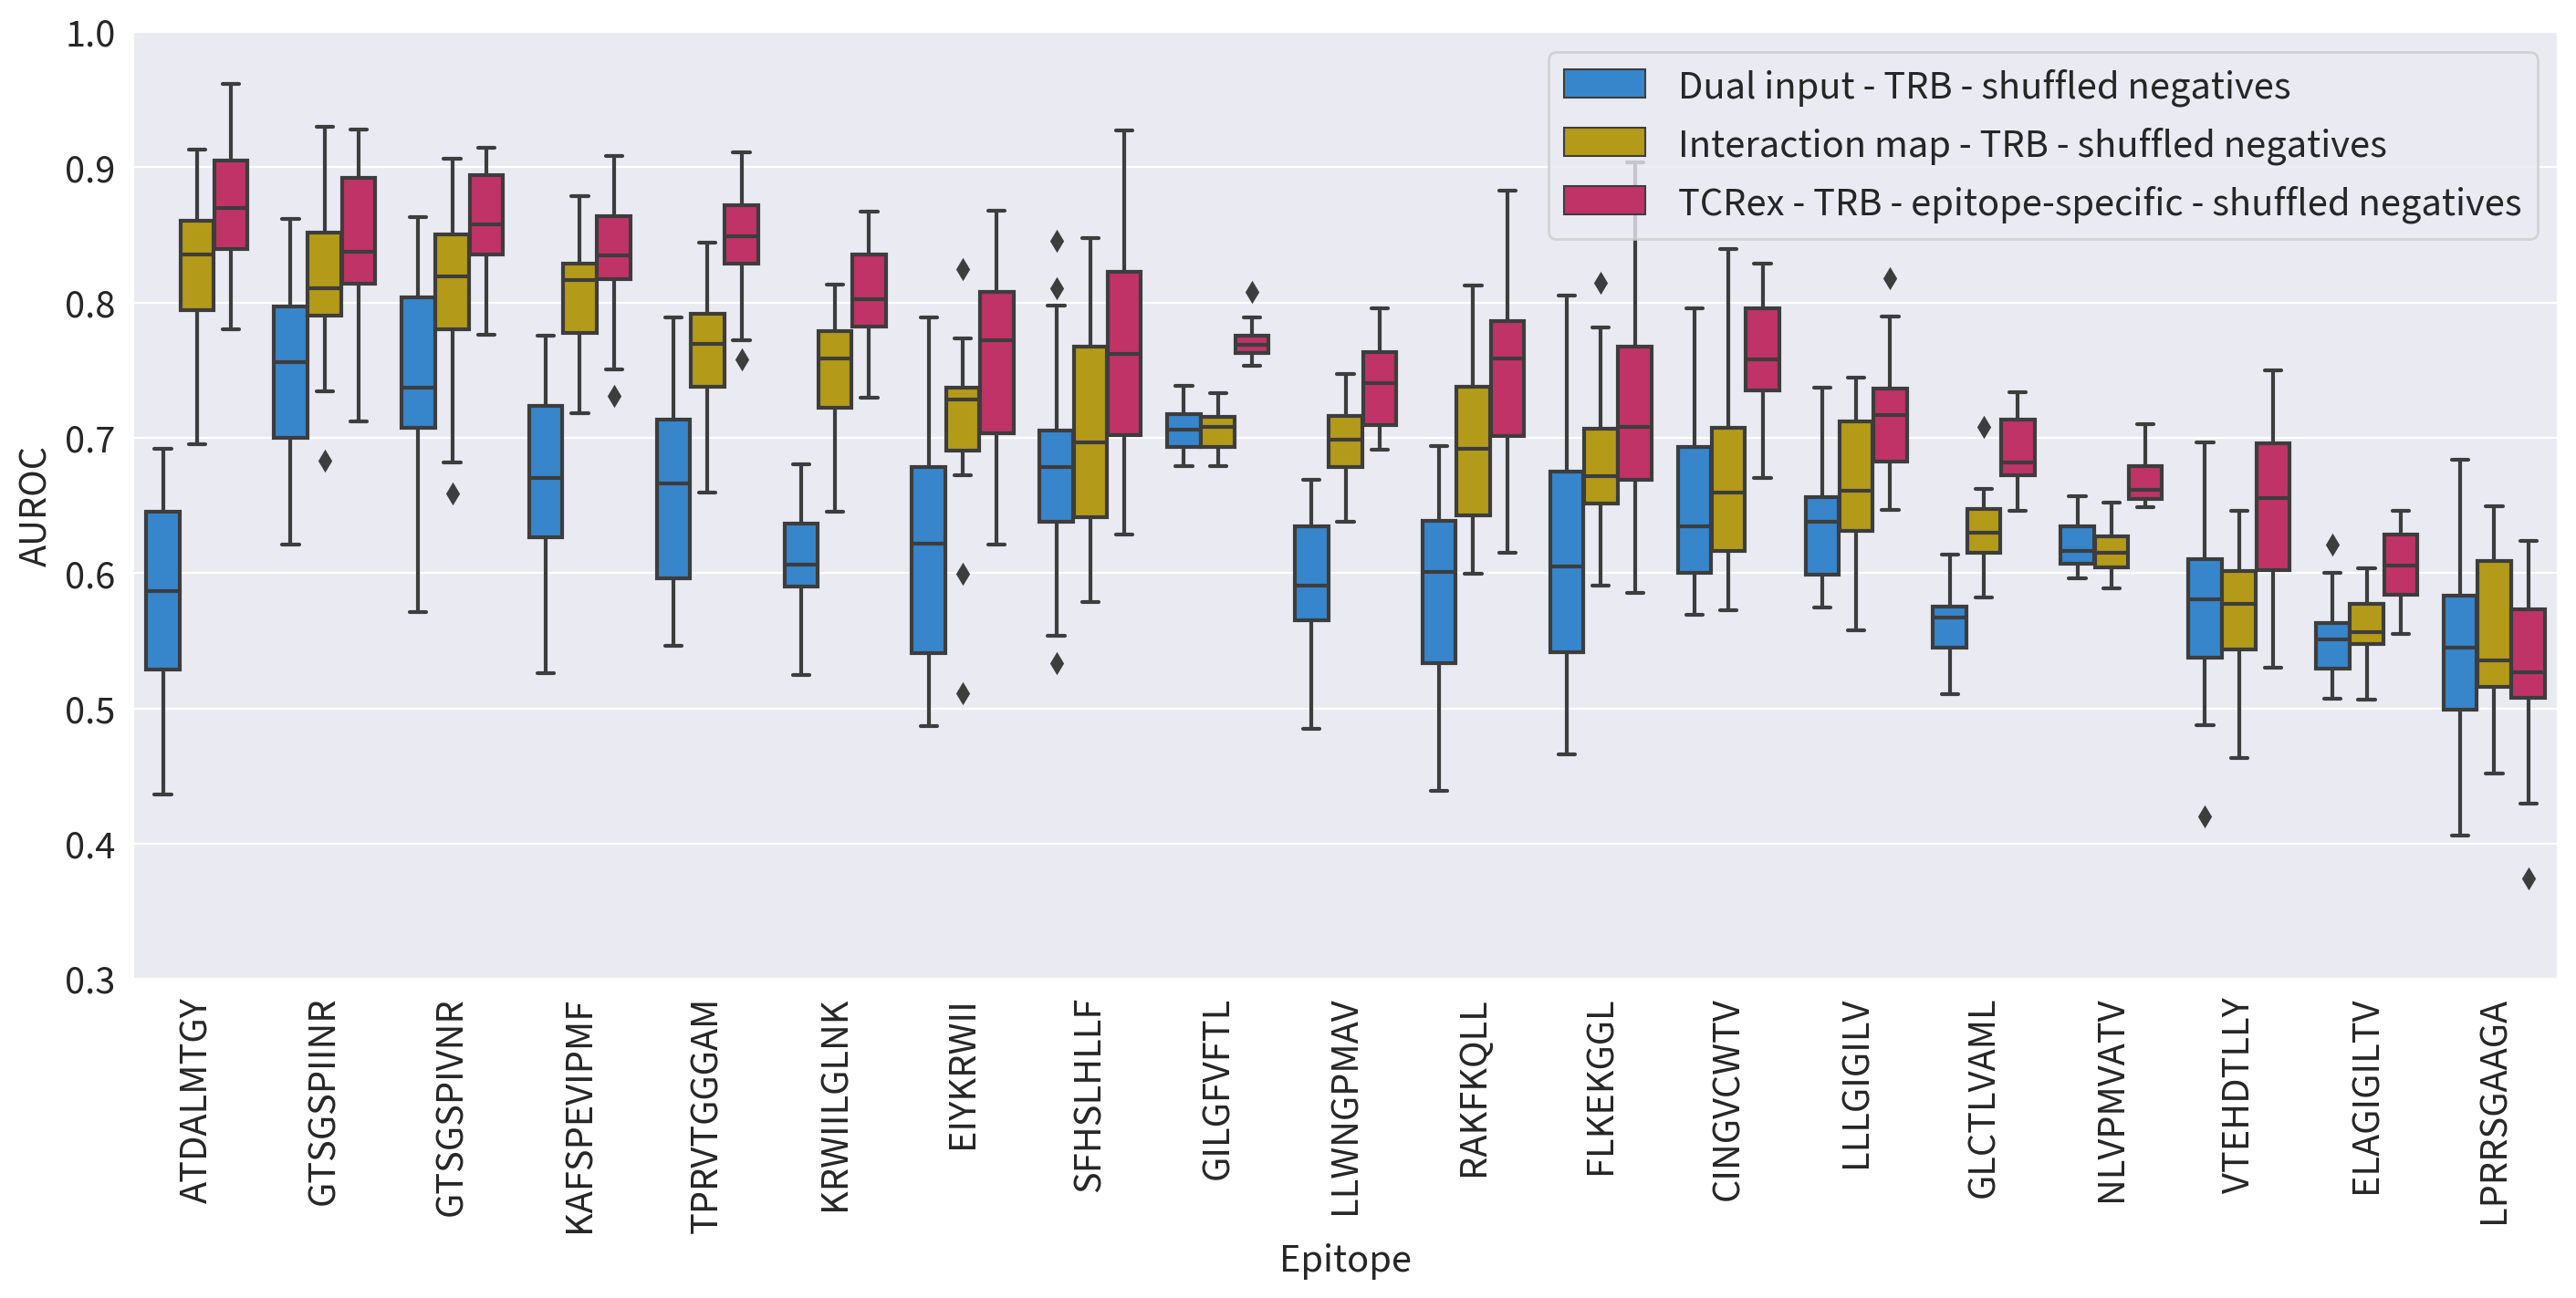 1.0
0.9
0.8
0.7
0.6
0.5
0.4
0.3
AUROC
Dual input - TRB - shuffled negatives
Interaction map - TRB - shuffled negatives
TCRex - TRB - epitope-specific - shuffled negatives
ATDALMTGY
GTSGSPIINR
GTSGSPIVNR
KAFSPEVIPMF
TPRVTGGGAM
KRWIILGLNK
EIYKRWII
SFHSLHLLF
GILGFVFTL
LLWNGPMAV
RAKFKQLL
FLKEKGGL
CINGVCWTV
LLLGIGILV
GLCTLVAML
NLVPMVATV
VTEHDTLLY
ELAGIGILTV
LPRRSGAAGA
Epitope